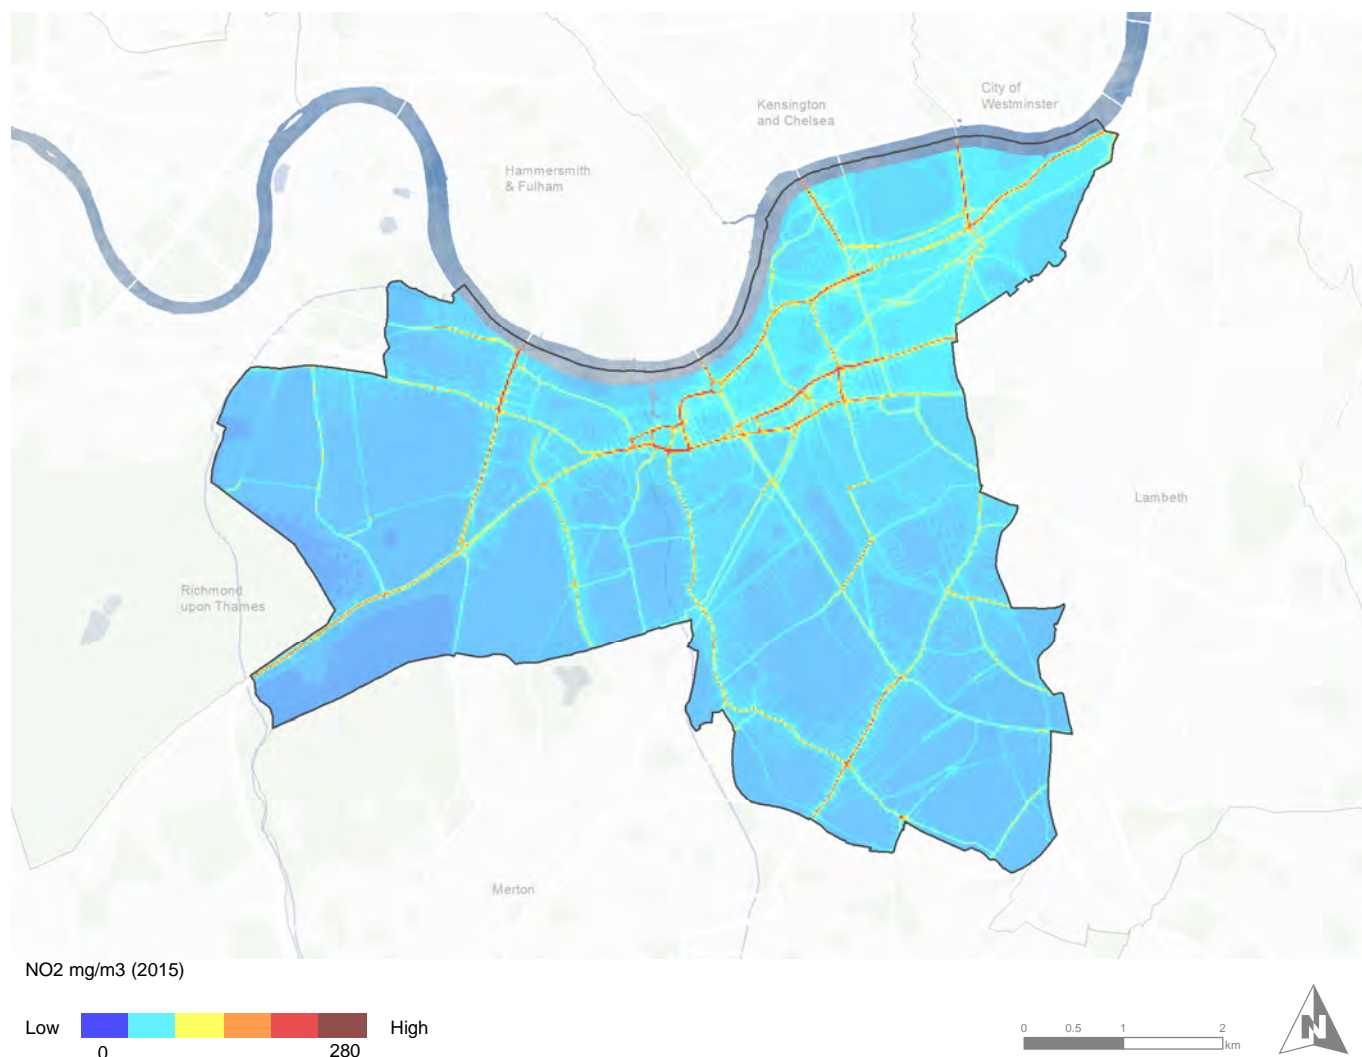 City of
Westminster
Kensington
and Chelsea
Hammersmith
& Fulham
Lambeth
Richmond
upon Thames
Merton
NO2 mg/m3 (2015)
Low
High
0
280
0 0.5 1 2
km
N